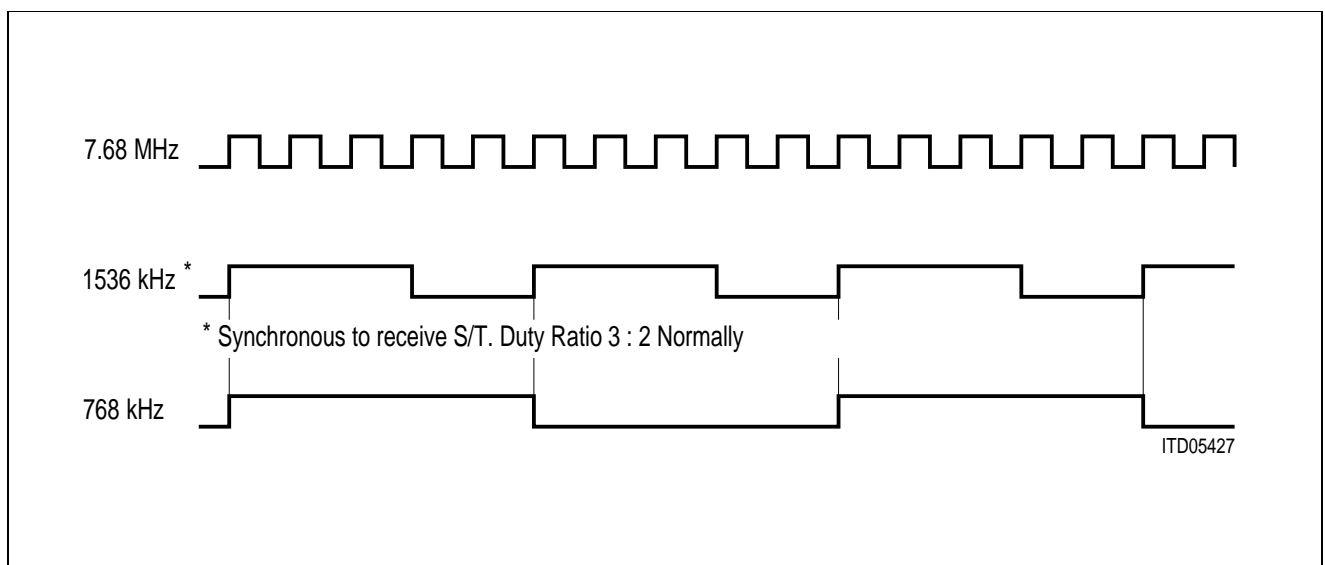 7.68 MHz
1536 kHz *
* Synchronous to receive S/T. Duty Ratio 3 : 2 Normally
768 kHz
ITD05427